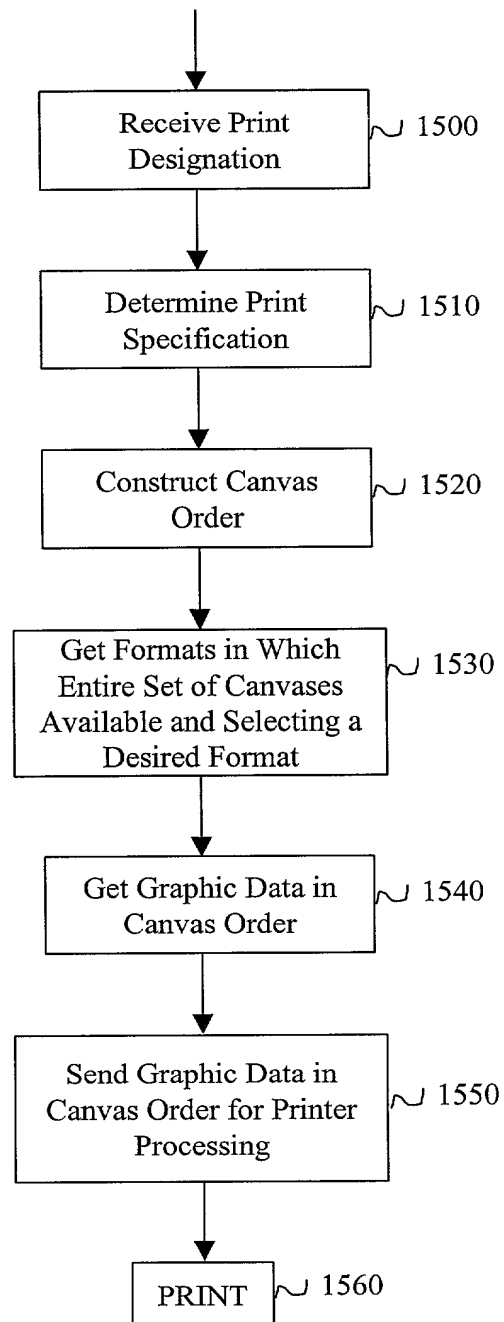 Receive Print
Designation
1500
Determine Print
Specification
1510
Construct Canvas
Order
1520
Get Formats in Which
Entire Set of Canvases
Available and Selecting a
Desired Format
1530
Get Graphic Data in
Canvas Order
1540
Send Graphic Data in
Canvas Order for Printer
Processing
1550
PRINT
1560